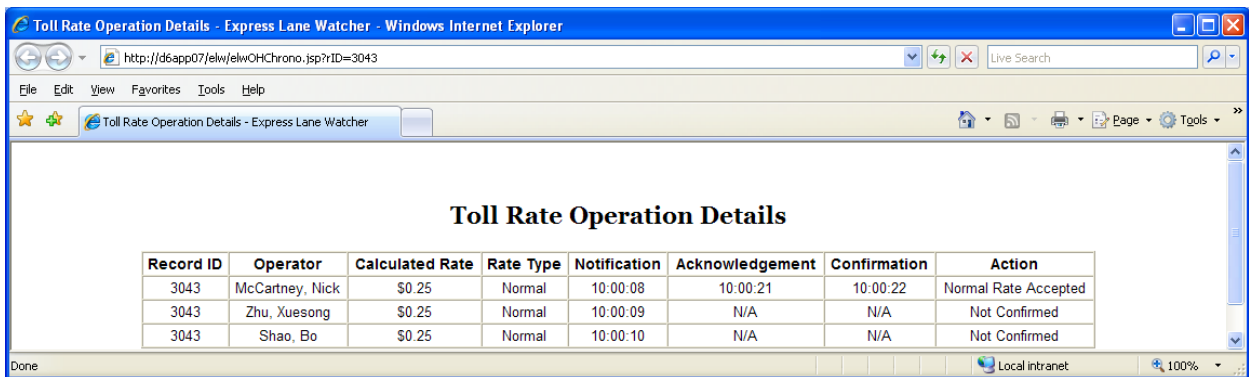 Toll Rate Operation Details - Express Lane Watcher - Windows Internet Explorer
http://d6app07/elw/elwOHChrono.jsp?rID=3043 Live Search
File Edit View Favorites Tools Help
Toll Rate Operation Details - Express Lane Watcher Page Tools
Toll Rate Operation Details
Record ID Operator Calculated Rate Rate Type Notification Acknowledgement Confirmation Action
3043 McCartney, Nick $0.25 Normal 10:00:08 10:00:21 10:00:22 Normal Rate Accepted
3043 Zhu, Xuesong $0.25 Normal 10:00:09 N/A N/A Not Confirmed
3043 Shao, Bo $0.25 Normal 10:00:10 N/A N/A Not Confirmed
Done Local intranet 100%